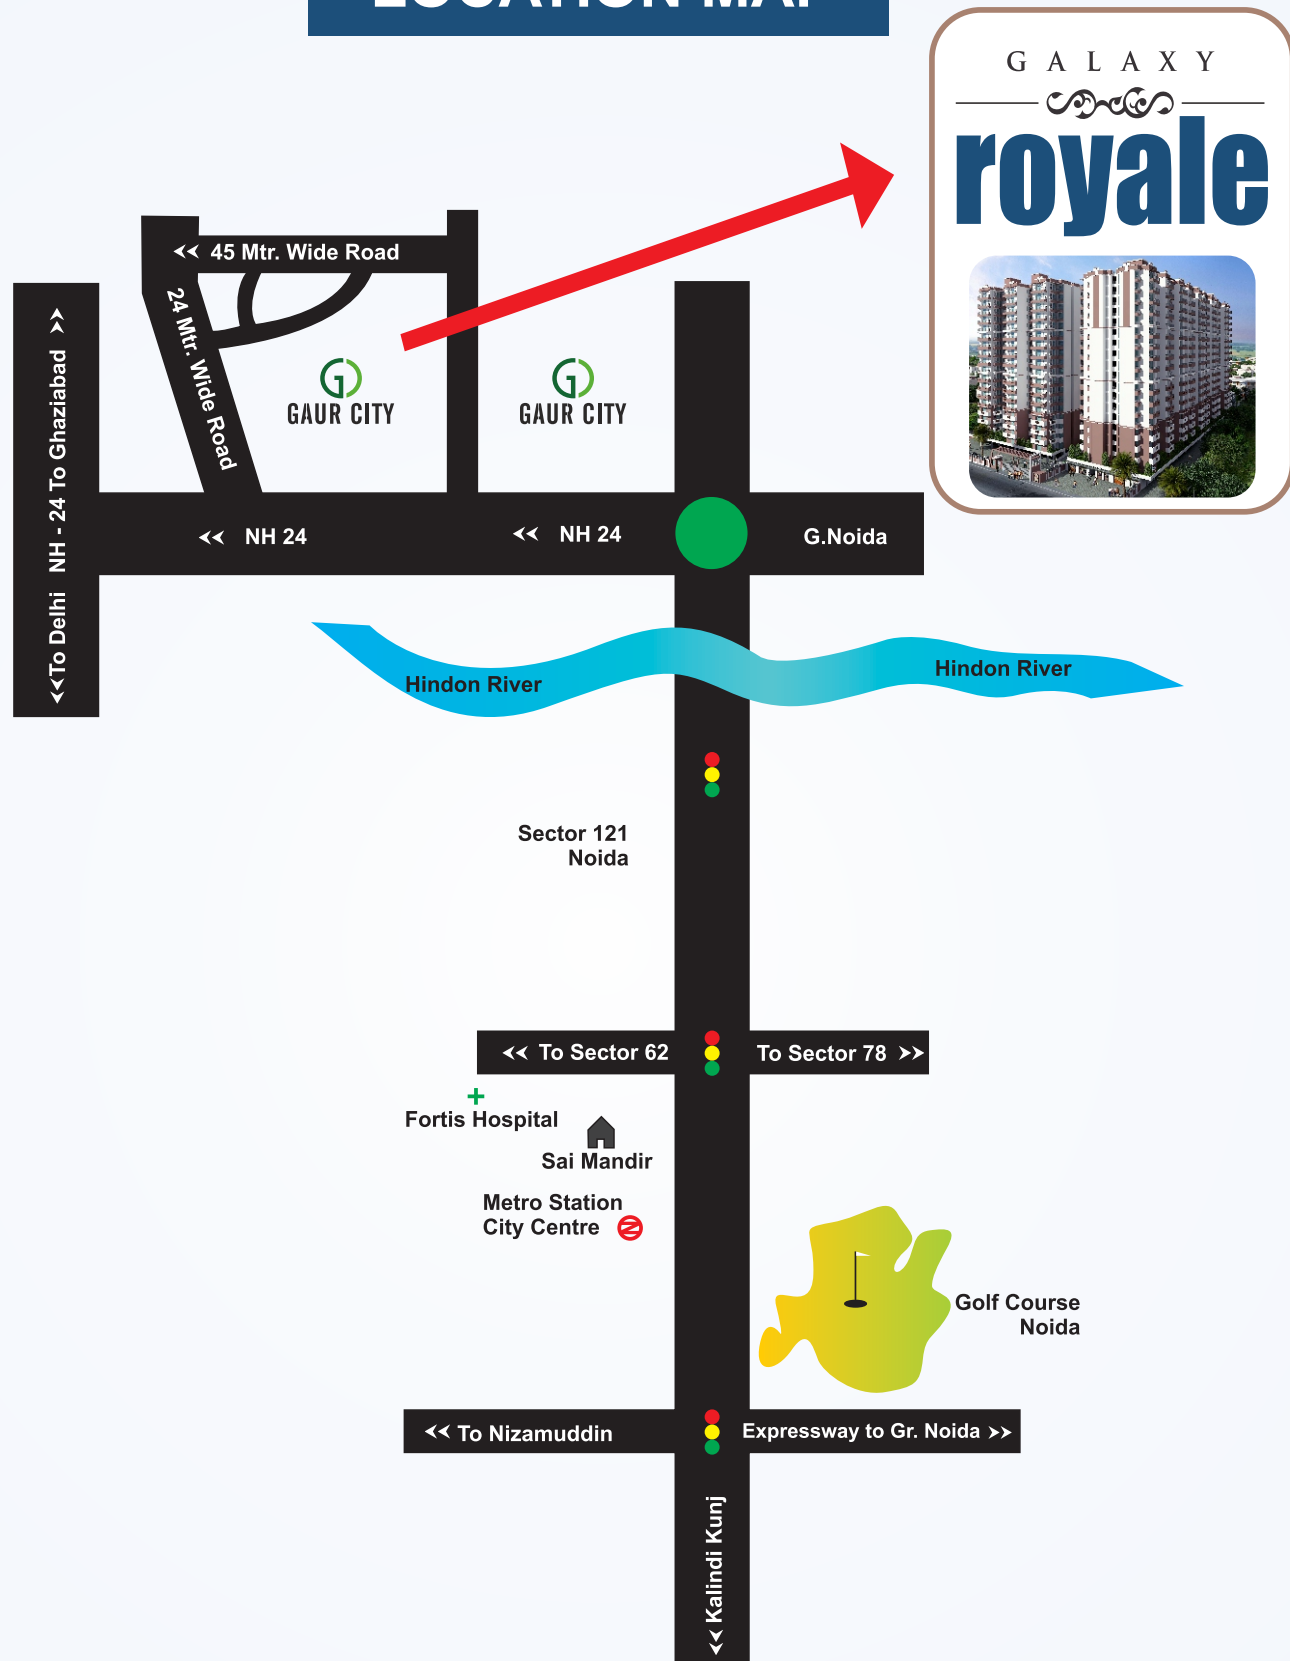 LOCATION MAP
GALAXY
royale
45 Mtr. Wide Road
24 Mtr. Wide Road
To Delhi NH - 24 To Ghaziabad
GAUR CITY
GAUR CITY
NH 24
NH 24
G.Noida
Hindon River
Hindon River
Sector 121
Noida
To Sector 62
To Sector 78
Fortis Hospital
Sai Mandir
Metro Station
City Centre
Golf Course
Noida
To Nizamuddin
Expressway to Gr. Noida
Kalindi Kunj